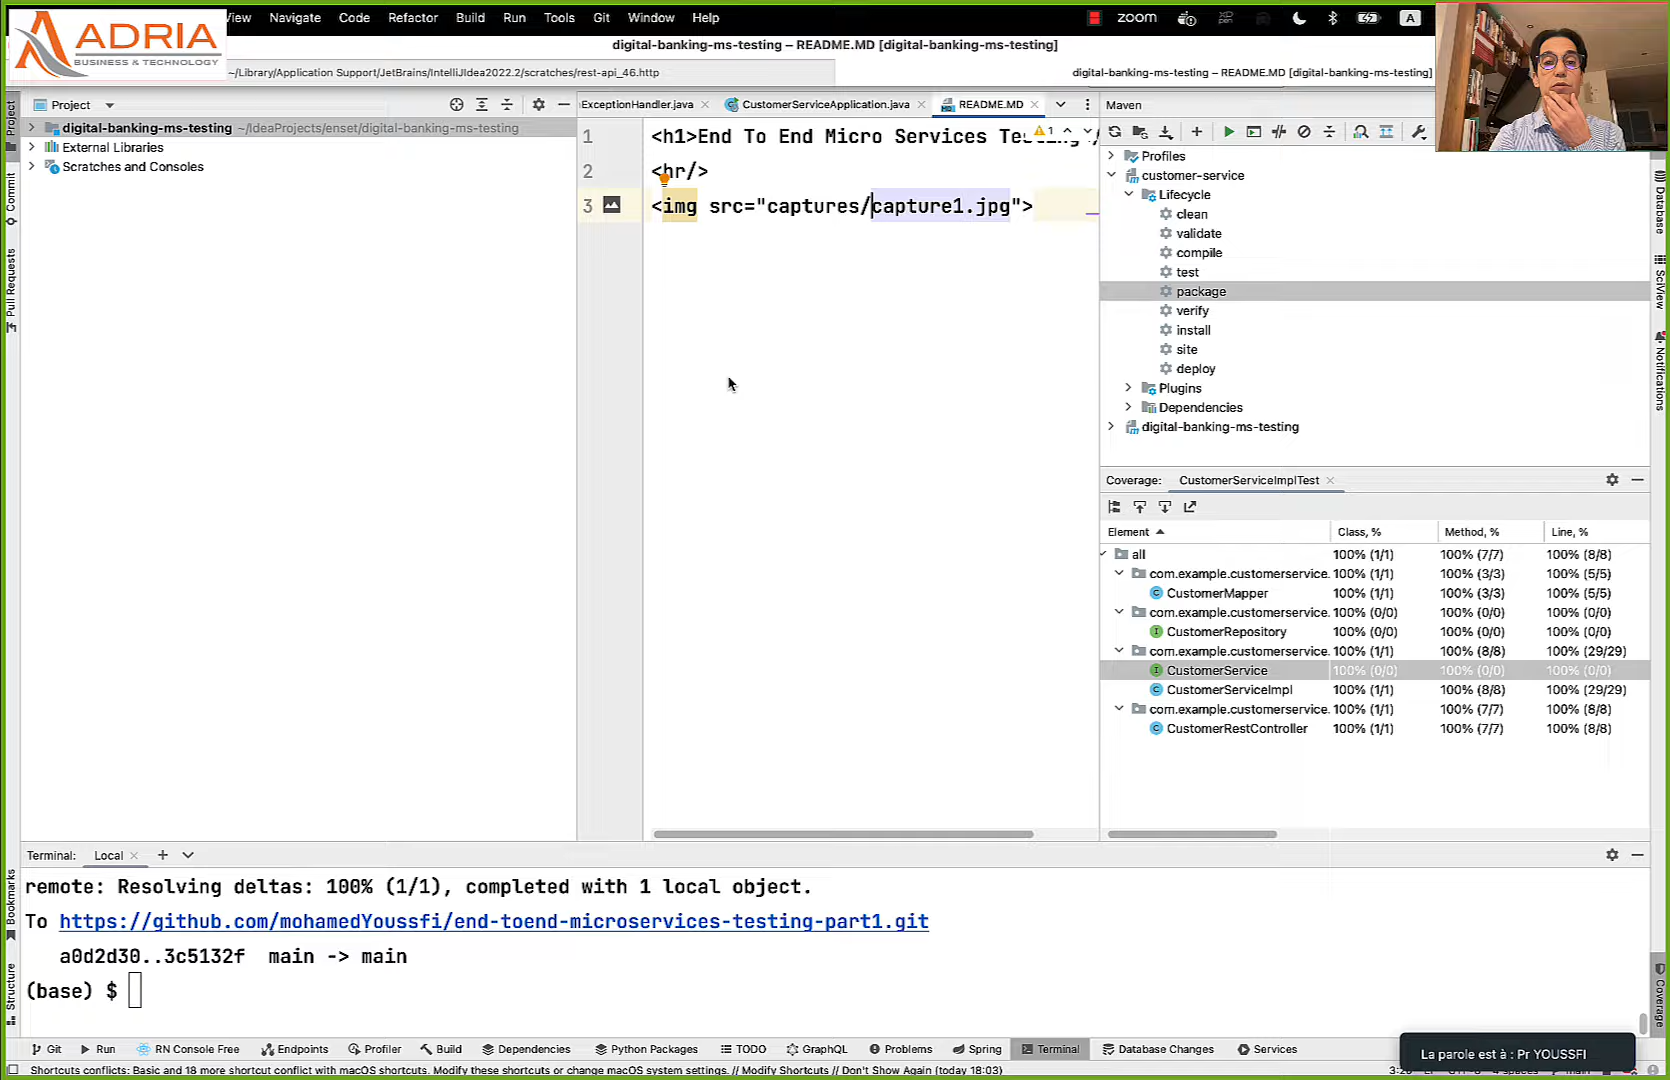 View Navigate Code Refactor Build Run Tools Git Window Help
zoom
A
ADRIA
BUSINESS & TECHNOLOGY
digital-banking-ms-testing – README.MD [digital-banking-ms-testing]
~/Library/Application Support/JetBrains/IntelliJIdea2022.2/scratches/rest-api_46.http
digital-banking-ms-testing – README.MD [digital-banking-ms-testing]
Project
ExceptionHandler.java
CustomerServiceApplication.java
README.MD
Maven
digital-banking-ms-testing ~/IdeaProjects/enset/digital-banking-ms-testing
External Libraries
Scratches and Consoles
1 <h1>End To End Micro Services Testing
1
2 <hr/>
3 <img src="captures/capture1.jpg">
Profiles
customer-service
Lifecycle
clean
validate
compile
test
package
verify
install
site
deploy
Plugins
Dependencies
digital-banking-ms-testing
Coverage: CustomerServiceImplTest
Element Class, % Method, % Line, %
all 100% (1/1) 100% (7/7) 100% (8/8)
com.example.customerservice. 100% (1/1) 100% (3/3) 100% (5/5)
CustomerMapper 100% (1/1) 100% (3/3) 100% (5/5)
com.example.customerservice. 100% (0/0) 100% (0/0) 100% (0/0)
CustomerRepository 100% (0/0) 100% (0/0) 100% (0/0)
com.example.customerservice. 100% (1/1) 100% (8/8) 100% (29/29)
CustomerService 100% (0/0) 100% (0/0) 100% (0/0)
CustomerServiceImpl 100% (1/1) 100% (8/8) 100% (29/29)
com.example.customerservice. 100% (1/1) 100% (7/7) 100% (8/8)
CustomerRestController 100% (1/1) 100% (7/7) 100% (8/8)
Project
Commit
Pull Requests
Bookmarks
Structure
Database
SciView
Notifications
Coverage
Terminal: Local
remote: Resolving deltas: 100% (1/1), completed with 1 local object.
To https://github.com/mohamedYoussfi/end-toend-microservices-testing-part1.git
a0d2d30..3c5132f main -> main
(base) $
Git Run RN Console Free Endpoints Profiler Build Dependencies Python Packages TODO GraphQL Problems Spring Terminal Database Changes Services
La parole est à : Pr YOUSSFI
Shortcuts conflicts: Basic and 18 more shortcut conflict with macOS shortcuts. Modify these shortcuts or change macOS system settings. // Modify Shortcuts // Don't Show Again (today 18:03)